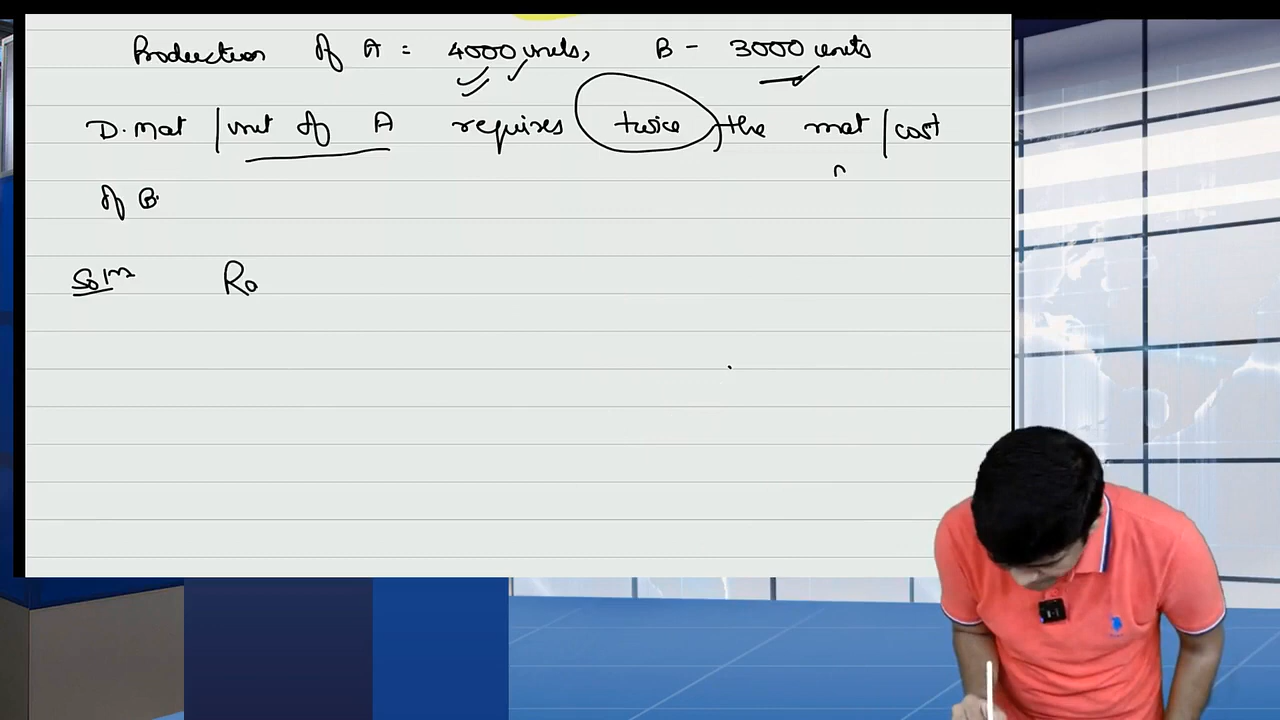 Production of A = 4000 units, B - 3000 units
D. Mat | unit of A requires twice the mat | cost
of B.
Soln Ra